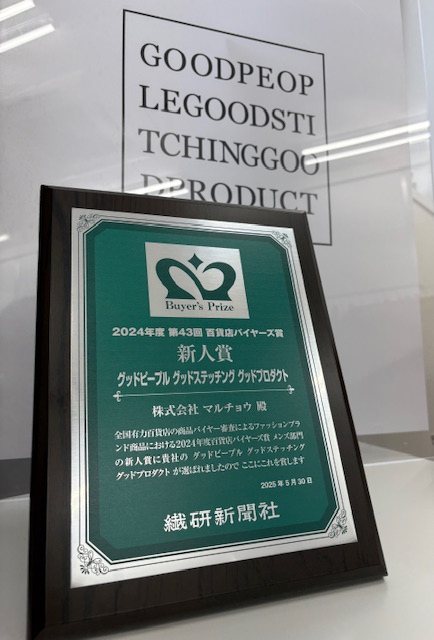 GOODPEOP
LEGOODSTI
TCHINGGOO
DPRODUCT
Buyer's Prize
2024年度 第43回 百貨店バイヤーズ賞
新人賞
グッドピープル グッドステッチング グッドプロダクト
株式会社 マルチョウ 殿
全国有力百貨店の商品バイヤー審査によるファッションブラ
ンド商品における2024年度百貨店バイヤーズ賞 メンズ部門
の新人賞に貴社の グッドピープル グッドステッチング
グッドプロダクト が選ばれましたので ここにこれを賞します
2025年5月30日
繊研新聞社